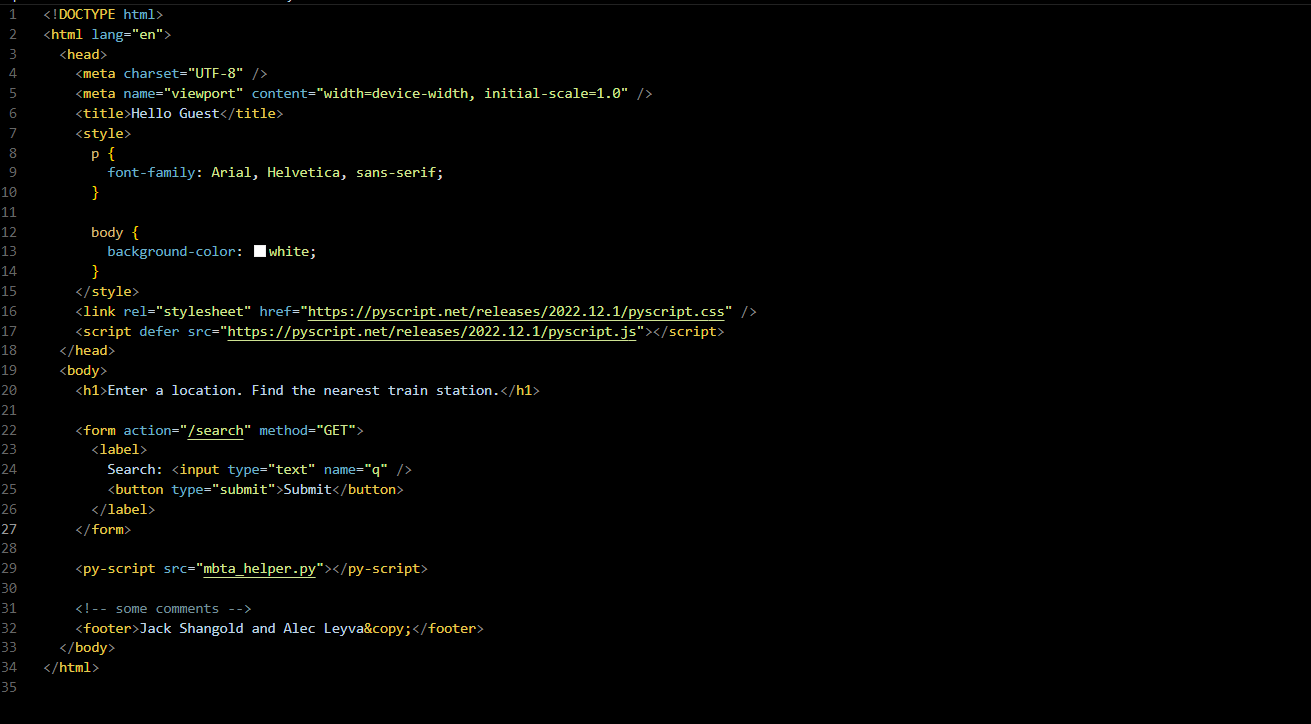 1 <!DOCTYPE html>
2 <html lang="en">
3   <head>
4     <meta charset="UTF-8" />
5     <meta name="viewport" content="width=device-width, initial-scale=1.0" />
6     <title>Hello Guest</title>
7     <style>
8       p {
9         font-family: Arial, Helvetica, sans-serif;
10       }
11
12       body {
13         background-color: white;
14       }
15     </style>
16     <link rel="stylesheet" href="https://pyscript.net/releases/2022.12.1/pyscript.css" />
17     <script defer src="https://pyscript.net/releases/2022.12.1/pyscript.js"></script>
18   </head>
19   <body>
20     <h1>Enter a location. Find the nearest train station.</h1>
21
22     <form action="/search" method="GET">
23       <label>
24         Search: <input type="text" name="q" />
25         <button type="submit">Submit</button>
26       </label>
27     </form>
28
29     <py-script src="mbta_helper.py"></py-script>
30
31     <!-- some comments -->
32     <footer>Jack Shangold and Alec Leyva&copy;</footer>
33   </body>
34 </html>
35